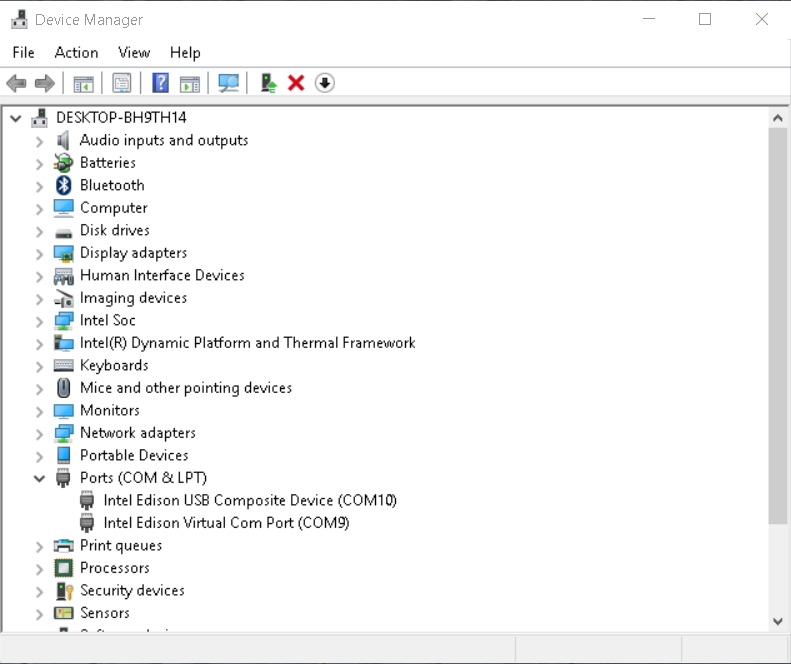 Device Manager
File Action View Help
DESKTOP-BH9TH14
Audio inputs and outputs
Batteries
Bluetooth
Computer
Disk drives
Display adapters
Human Interface Devices
Imaging devices
Intel Soc
Intel(R) Dynamic Platform and Thermal Framework
Keyboards
Mice and other pointing devices
Monitors
Network adapters
Portable Devices
Ports (COM & LPT)
Intel Edison USB Composite Device (COM10)
Intel Edison Virtual Com Port (COM9)
Print queues
Processors
Security devices
Sensors